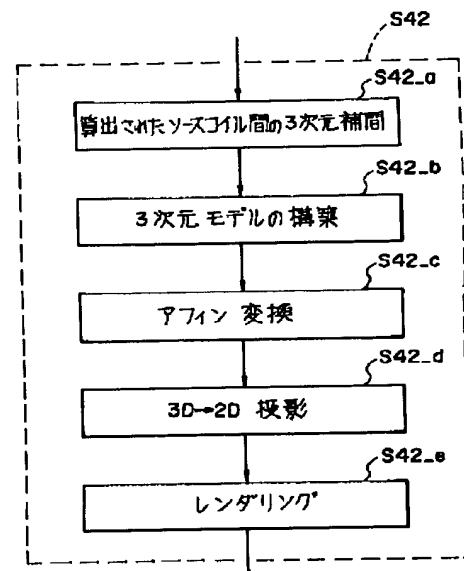 S42
S42_a
算出されたソースコイル間の3次元補間
S42_b
3次元モデルの構築
S42_c
アフィン変換
S42_d
3D→2D 投影
S42_e
レンダリング